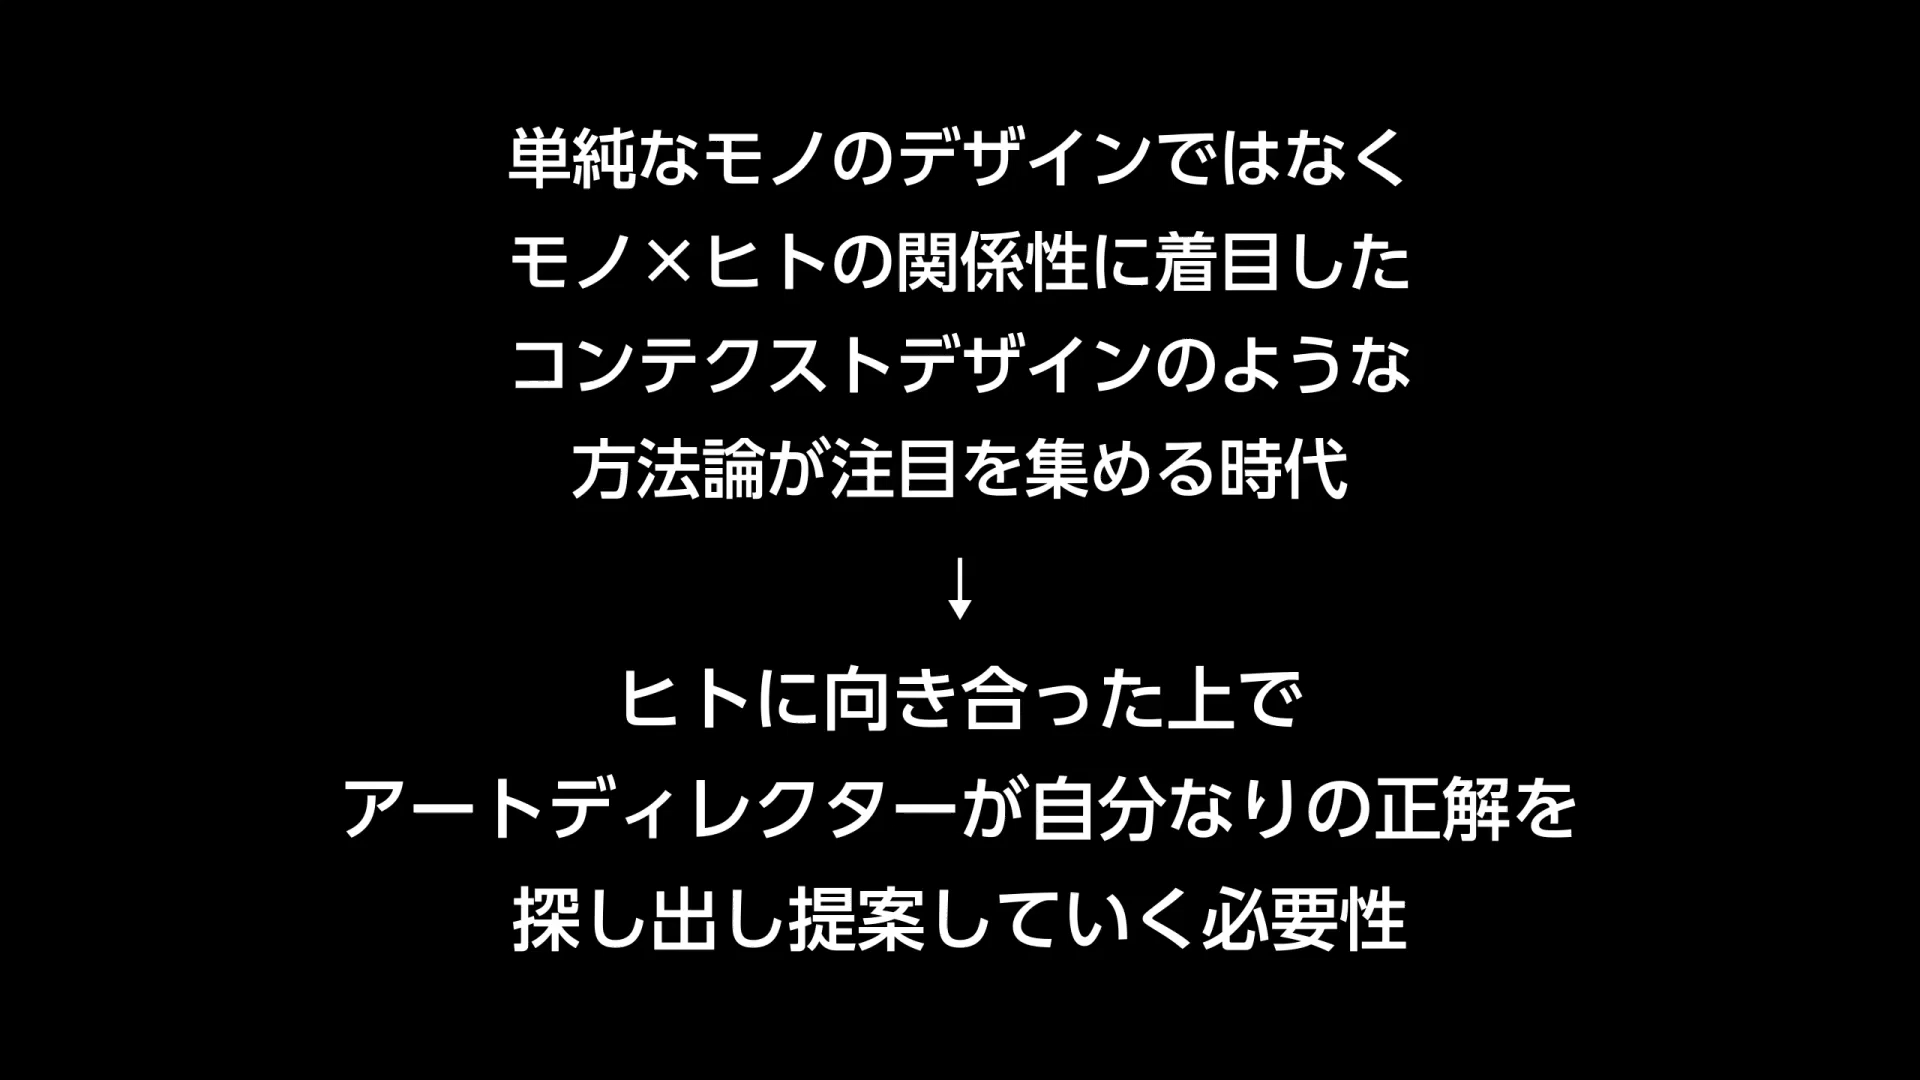 単純なモノのデザインではなく
モノ×ヒトの関係性に着目した
コンテクストデザインのような
方法論が注目を集める時代
↓
ヒトに向き合った上で
アートディレクターが自分なりの正解を
探し出し提案していく必要性